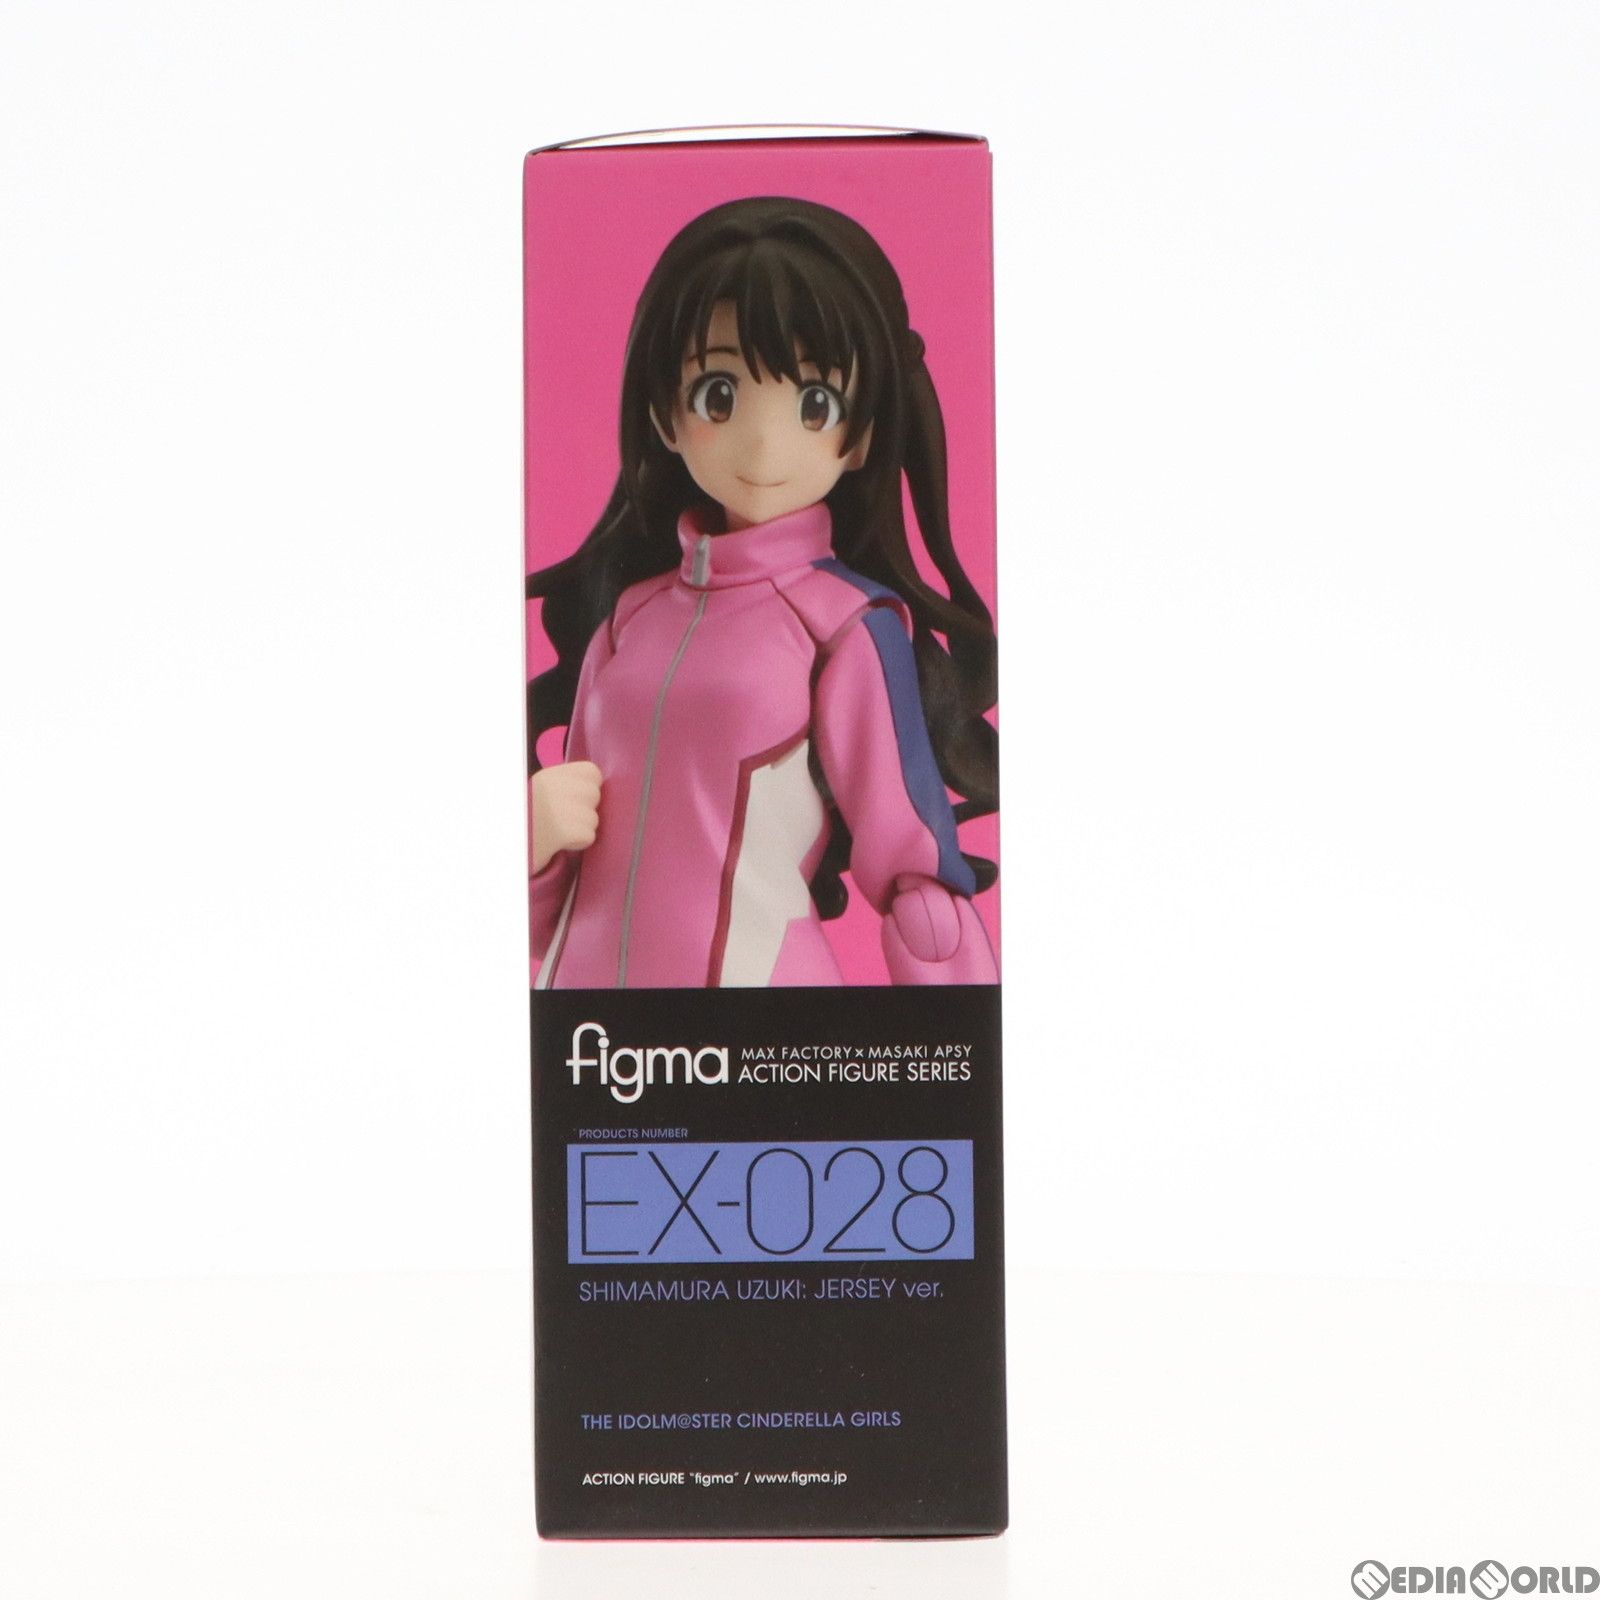 figma
MAX FACTORY × MASAKI APSY
ACTION FIGURE SERIES
PRODUCTS NUMBER
EX-028
SHIMAMURA UZUKI: JERSEY ver.
THE IDOLM@STER CINDERELLA GIRLS
ACTION FIGURE "figma" / www.figma.jp
MEDIAWORLD